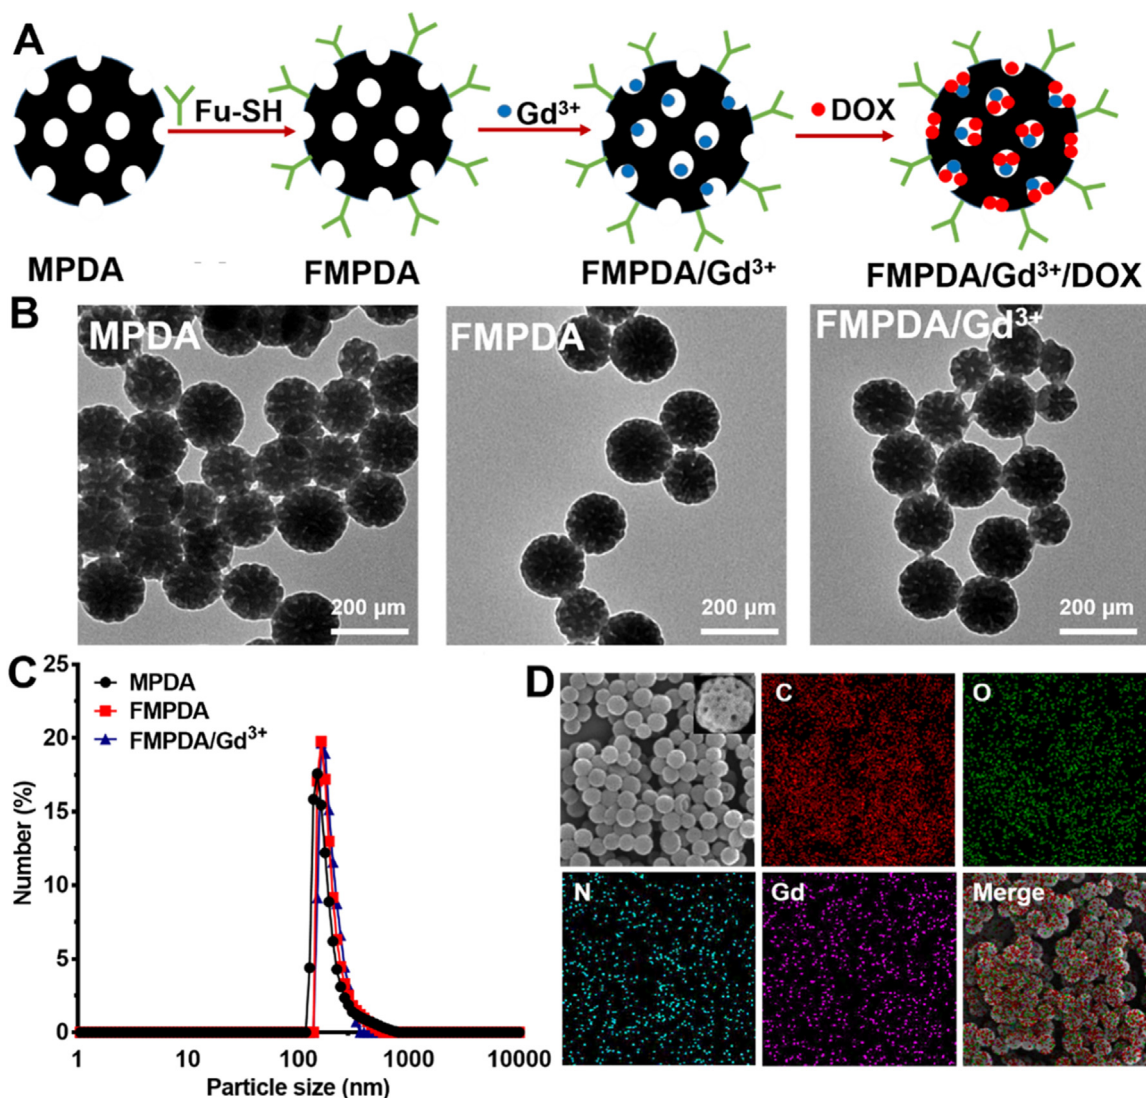 A
Fu-SH
Gd³⁺
DOX
MPDA
FMPDA
FMPDA/Gd³⁺
FMPDA/Gd³⁺/DOX
B
MPDA
FMPDA
FMPDA/Gd³⁺
200 µm
200 µm
200 µm
C
25
20
15
10
5
0
Number (%)
MPDA
FMPDA
FMPDA/Gd³⁺
1
10
100
1000
10000
Particle size (nm)
D
C
O
N
Gd
Merge